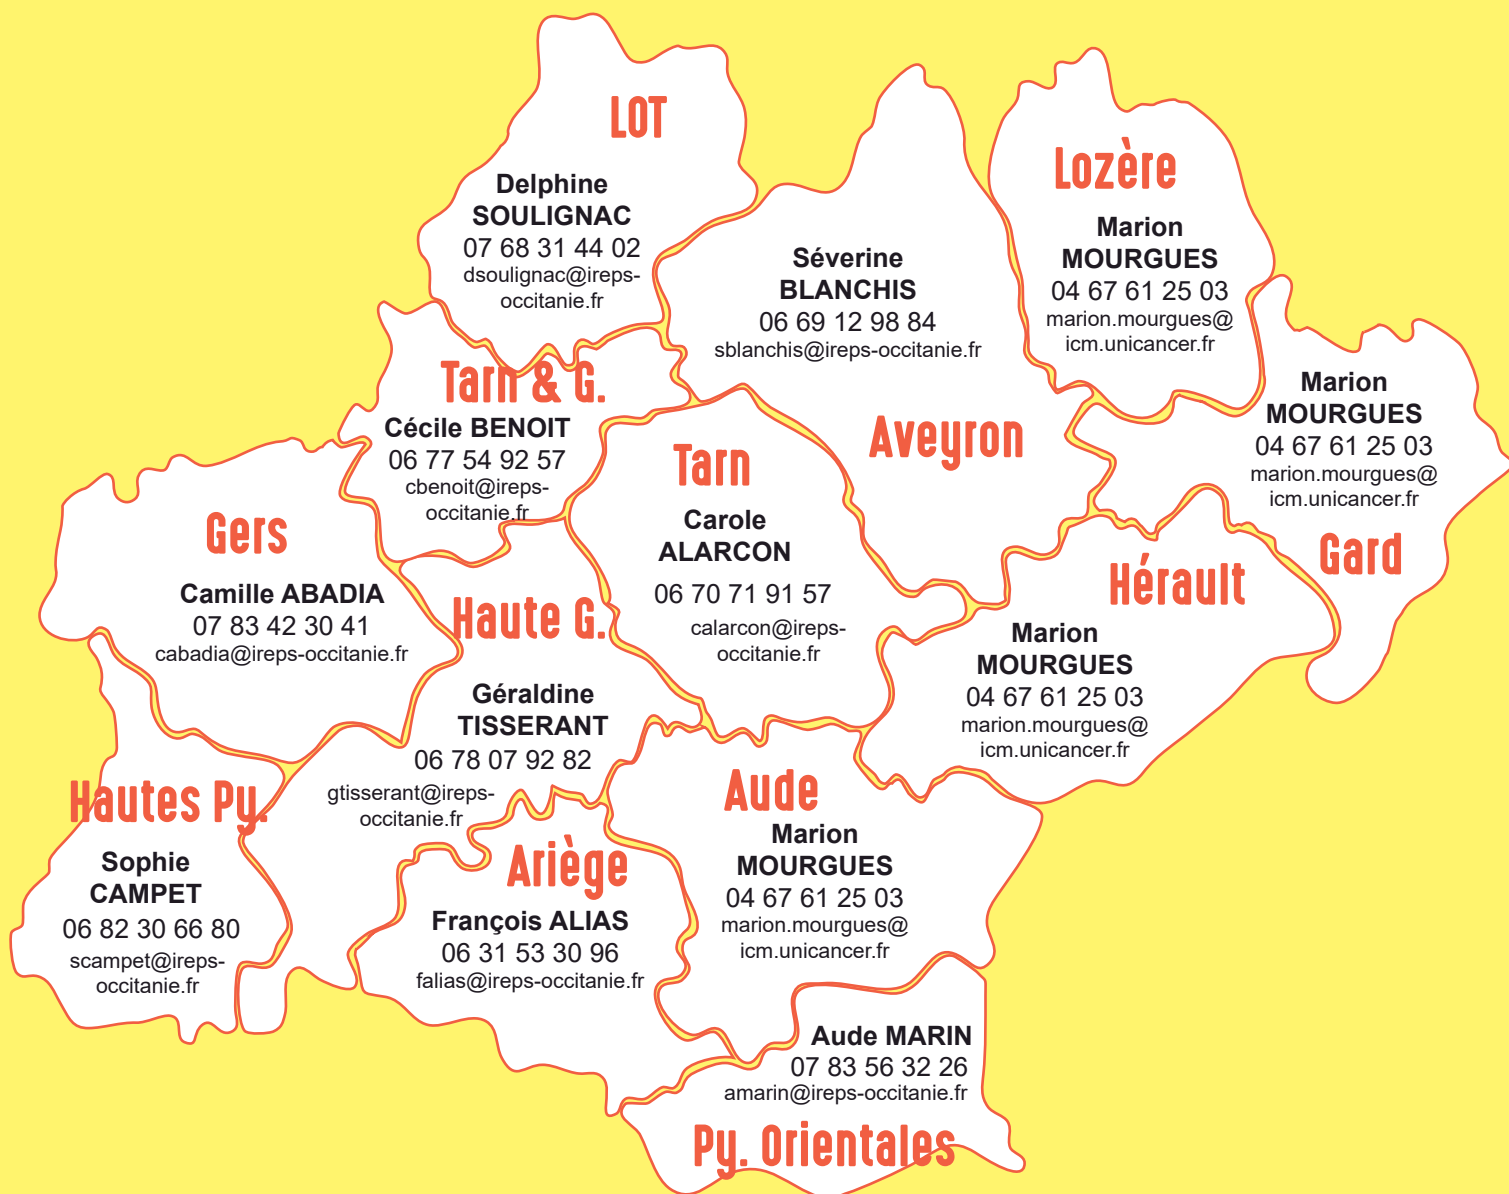 LOT
Delphine
SOULIGNAC
07 68 31 44 02
dsoulignac@ireps-
occitanie.fr
Lozère
Marion
MOURGUES
04 67 61 25 03
marion.mourgues@
icm.unicancer.fr
Séverine
BLANCHIS
06 69 12 98 84
sblanchis@ireps-occitanie.fr
Aveyron
Tarn & G.
Cécile BENOIT
06 77 54 92 57
cbenoit@ireps-
occitanie.fr
Marion
MOURGUES
04 67 61 25 03
marion.mourgues@
icm.unicancer.fr
Gard
Tarn
Carole
ALARCON
06 70 71 91 57
calarcon@ireps-
occitanie.fr
Gers
Camille ABADIA
07 83 42 30 41
cabadia@ireps-occitanie.fr
Hérault
Marion
MOURGUES
04 67 61 25 03
marion.mourgues@
icm.unicancer.fr
Haute G.
Géraldine
TISSERANT
06 78 07 92 82
gtisserant@ireps-
occitanie.fr
Hautes Py.
Sophie
CAMPET
06 82 30 66 80
scampet@ireps-
occitanie.fr
Ariège
François ALIAS
06 31 53 30 96
falias@ireps-occitanie.fr
Aude
Marion
MOURGUES
04 67 61 25 03
marion.mourgues@
icm.unicancer.fr
Aude MARIN
07 83 56 32 26
amarin@ireps-occitanie.fr
Py. Orientales